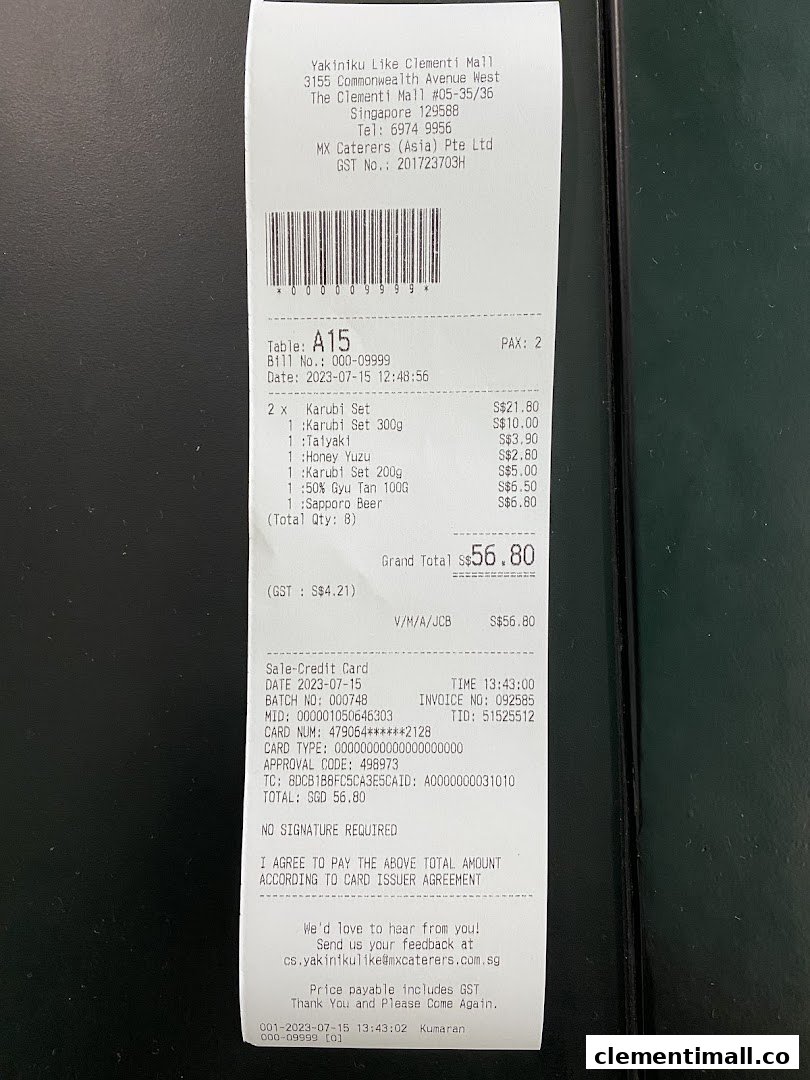 Yakiniku Like Clementi Mall
3155 Commonwealth Avenue West
The Clementi Mall #05-35/36
Singapore 129588
Tel: 6974 9956
MX Caterers (Asia) Pte Ltd
GST No.: 201723703H
*000009999*
Table: A15 PAX: 2
Bill No.: 000-09999
Date: 2023-07-15 12:48:56
2 x Karubi Set S$21.80
1 :Karubi Set 300g S$10.00
1 :Taiyaki S$3.90
1 :Honey Yuzu S$2.80
1 :Karubi Set 200g S$5.00
1 :50% Gyu Tan 100G S$6.50
1 :Sapporo Beer S$6.80
(Total Qty: 8)
Grand Total S$56.80
(GST : S$4.21)
V/M/A/JCB S$56.80
Sale-Credit Card
DATE 2023-07-15 TIME 13:43:00
BATCH NO: 000748 INVOICE NO: 092585
MID: 000001050646303 TID: 51525512
CARD NUM: 479064******2128
CARD TYPE: 00000000000000000000
APPROVAL CODE: 498973
TC: 8DCB1B8FC5CA3E5CAID: A0000000031010
TOTAL: SGD 56.80
NO SIGNATURE REQUIRED
I AGREE TO PAY THE ABOVE TOTAL AMOUNT
ACCORDING TO CARD ISSUER AGREEMENT
We'd love to hear from you!
Send us your feedback at
cs.yakinikulike@mxcaterers.com.sg
Price payable includes GST
Thank You and Please Come Again.
001-2023-07-15 13:43:02 Kumaran
000-09999 [0]
clementimall.co